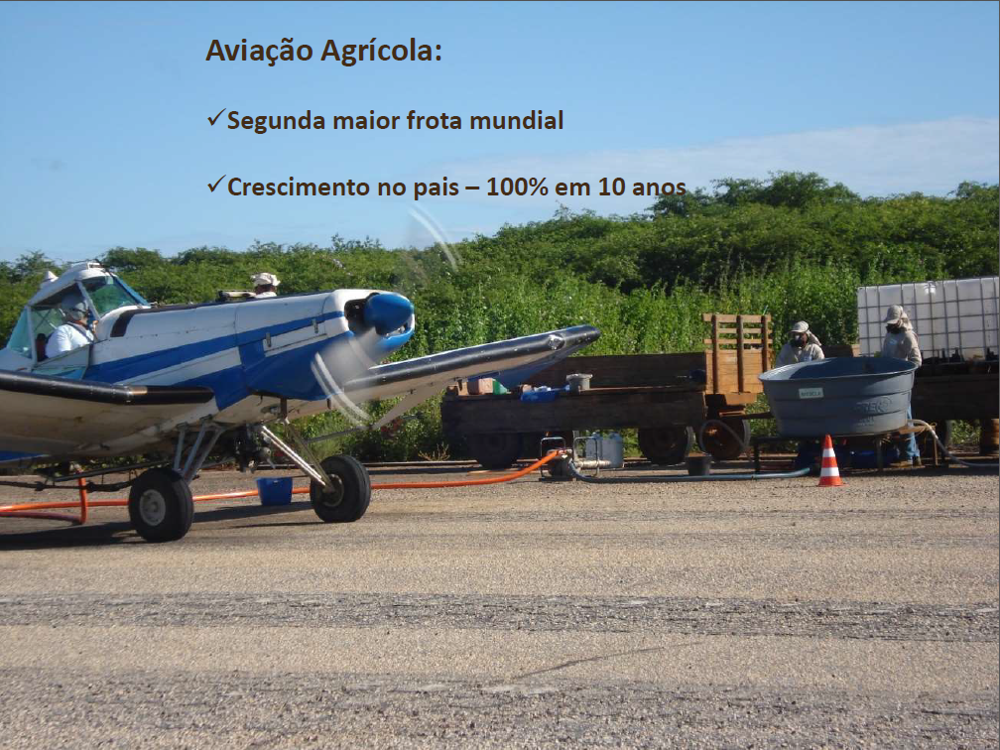 Aviação Agrícola:
✓Segunda maior frota mundial
✓Crescimento no pais – 100% em 10 anos